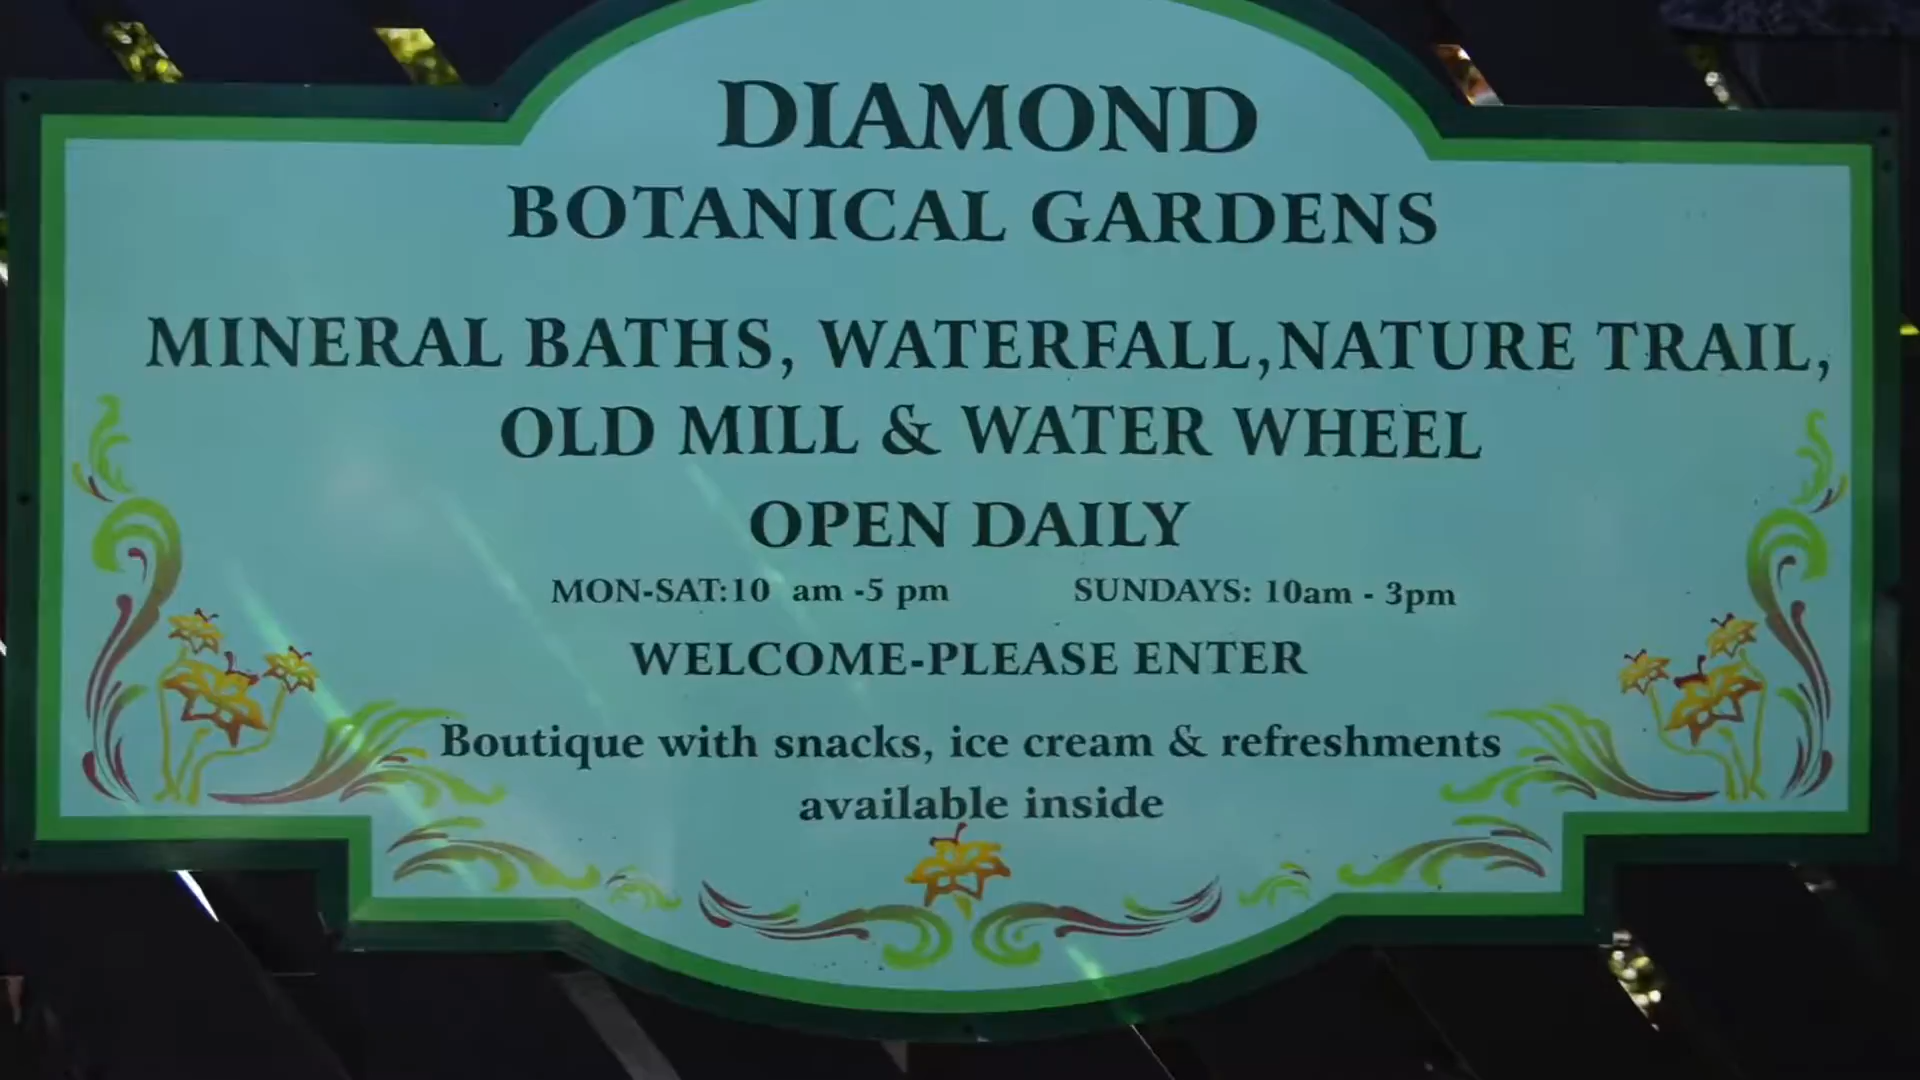 DIAMOND
BOTANICAL GARDENS
MINERAL BATHS, WATERFALL,NATURE TRAIL,
OLD MILL & WATER WHEEL
OPEN DAILY
MON-SAT:10 am -5 pm SUNDAYS: 10am - 3pm
WELCOME-PLEASE ENTER
Boutique with snacks, ice cream & refreshments
available inside